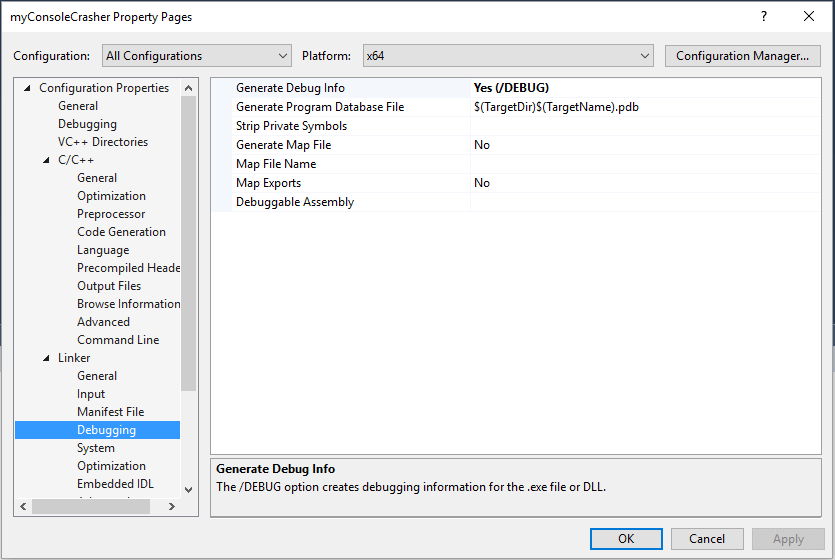 myConsoleCrasher Property Pages
Configuration: All Configurations Platform: x64 Configuration Manager...
Configuration Properties
General
Debugging
VC++ Directories
C/C++
General
Optimization
Preprocessor
Code Generation
Language
Precompiled Heade
Output Files
Browse Information
Advanced
Command Line
Linker
General
Input
Manifest File
Debugging
System
Optimization
Embedded IDL
Generate Debug Info Yes (/DEBUG)
Generate Program Database File $(TargetDir)$(TargetName).pdb
Strip Private Symbols
Generate Map File No
Map File Name
Map Exports No
Debuggable Assembly
Generate Debug Info
The /DEBUG option creates debugging information for the .exe file or DLL.
OK Cancel Apply